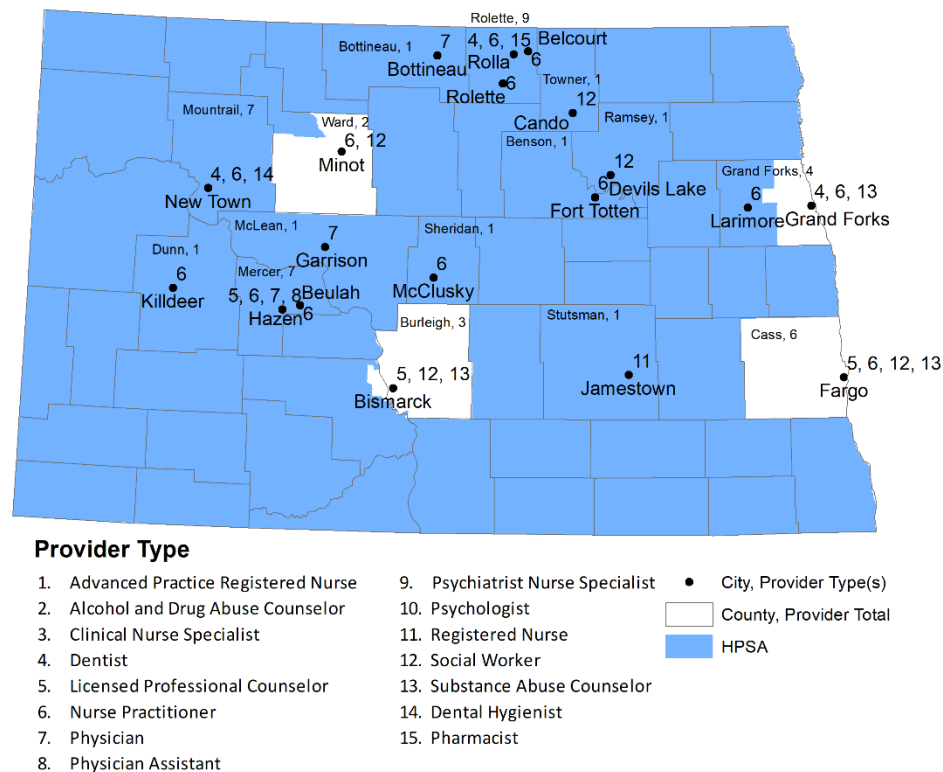 Rolette, 9
Bottineau, 1
7
Bottineau
4, 6, 15
Rolla
Belcourt
6
6
Rolette
Towner, 1
12
Cando
Mountrail, 7
Ward, 2
6, 12
Minot
Ramsey, 1
Benson, 1
12
Devils Lake
6
Fort Totten
Grand Forks, 4
6
Larimore
4, 6, 13
Grand Forks
4, 6, 14
New Town
McLean, 1
7
Garrison
Sheridan, 1
6
McClusky
Dunn, 1
6
Killdeer
Mercer, 7
5, 6, 7, 8
Hazen
Beulah
6
Burleigh, 3
5, 12, 13
Bismarck
Stutsman, 1
11
Jamestown
Cass, 6
5, 6, 12, 13
Fargo
Provider Type
1. Advanced Practice Registered Nurse
2. Alcohol and Drug Abuse Counselor
3. Clinical Nurse Specialist
4. Dentist
5. Licensed Professional Counselor
6. Nurse Practitioner
7. Physician
8. Physician Assistant
9. Psychiatrist Nurse Specialist
10. Psychologist
11. Registered Nurse
12. Social Worker
13. Substance Abuse Counselor
14. Dental Hygienist
15. Pharmacist
City, Provider Type(s)
County, Provider Total
HPSA